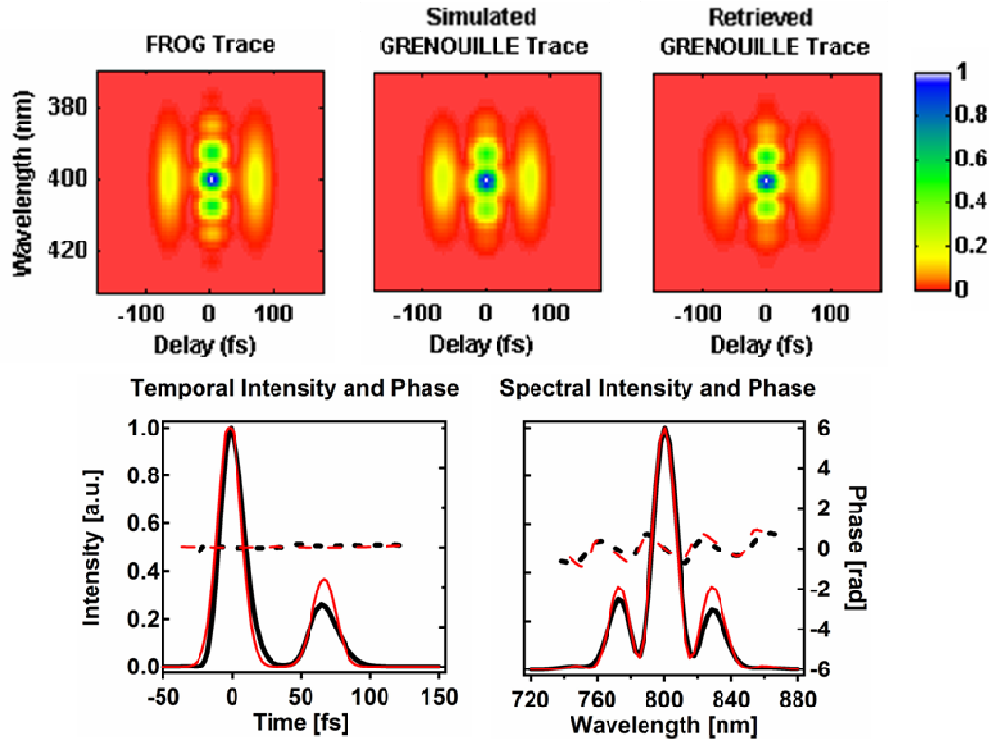 FROG Trace
Simulated
GRENOUILLE Trace
Retrieved
GRENOUILLE Trace
Wavelength (nm)
380
400
420
-100 0 100
-100 0 100
-100 0 100
Delay (fs)
Delay (fs)
Delay (fs)
1
0.8
0.6
0.4
0.2
0
Temporal Intensity and Phase
Intensity [a.u.]
1.0
0.8
0.6
0.4
0.2
0.0
-50 0 50 100 150
Time [fs]
Spectral Intensity and Phase
6
4
2
0
-2
-4
-6
Phase [rad]
720 760 800 840 880
Wavelength [nm]